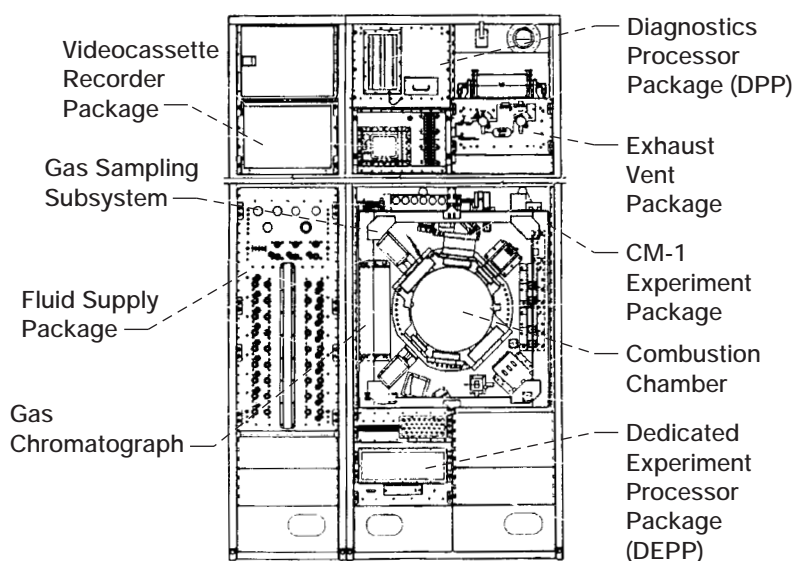 Videocassette
Recorder
Package
Gas Sampling
Subsystem
Fluid Supply
Package
Gas
Chromatograph
Diagnostics
Processor
Package (DPP)
Exhaust
Vent
Package
CM-1
Experiment
Package
Combustion
Chamber
Dedicated
Experiment
Processor
Package
(DEPP)